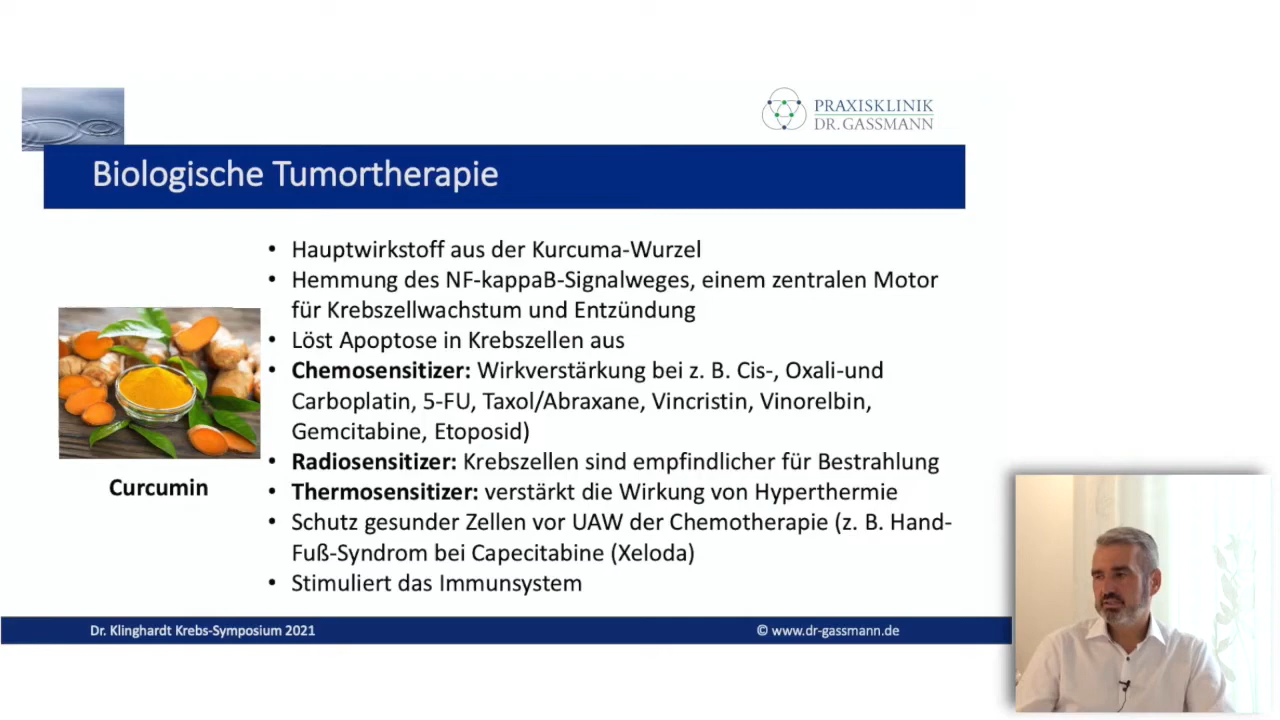 PRAXISKLINIK
DR. GASSMANN
Biologische Tumortherapie
• Hauptwirkstoff aus der Kurcuma-Wurzel
• Hemmung des NF-kappaB-Signalweges, einem zentralen Motor
für Krebszellwachstum und Entzündung
• Löst Apoptose in Krebszellen aus
• Chemosensitizer: Wirkverstärkung bei z. B. Cis-, Oxali-und
Carboplatin, 5-FU, Taxol/Abraxane, Vincristin, Vinorelbin,
Gemcitabine, Etoposid)
• Radiosensitizer: Krebszellen sind empfindlicher für Bestrahlung
• Thermosensitizer: verstärkt die Wirkung von Hyperthermie
• Schutz gesunder Zellen vor UAW der Chemotherapie (z. B. Hand-
Fuß-Syndrom bei Capecitabine (Xeloda)
• Stimuliert das Immunsystem
Curcumin
Dr. Klinghardt Krebs-Symposium 2021
© www.dr-gassmann.de